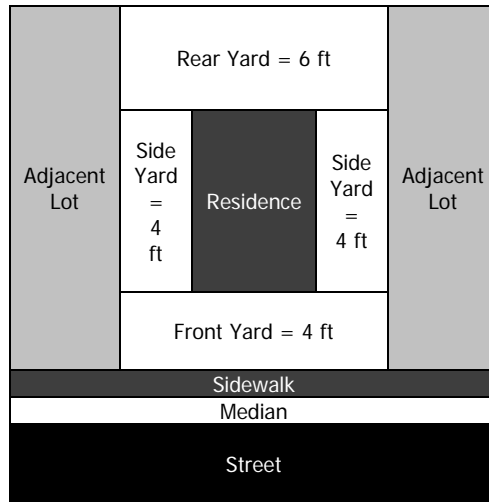 Rear Yard = 6 ft
Adjacent
Lot
Side
Yard
=
4
ft
Residence
Side
Yard
=
4 ft
Adjacent
Lot
Front Yard = 4 ft
Sidewalk
Median
Street